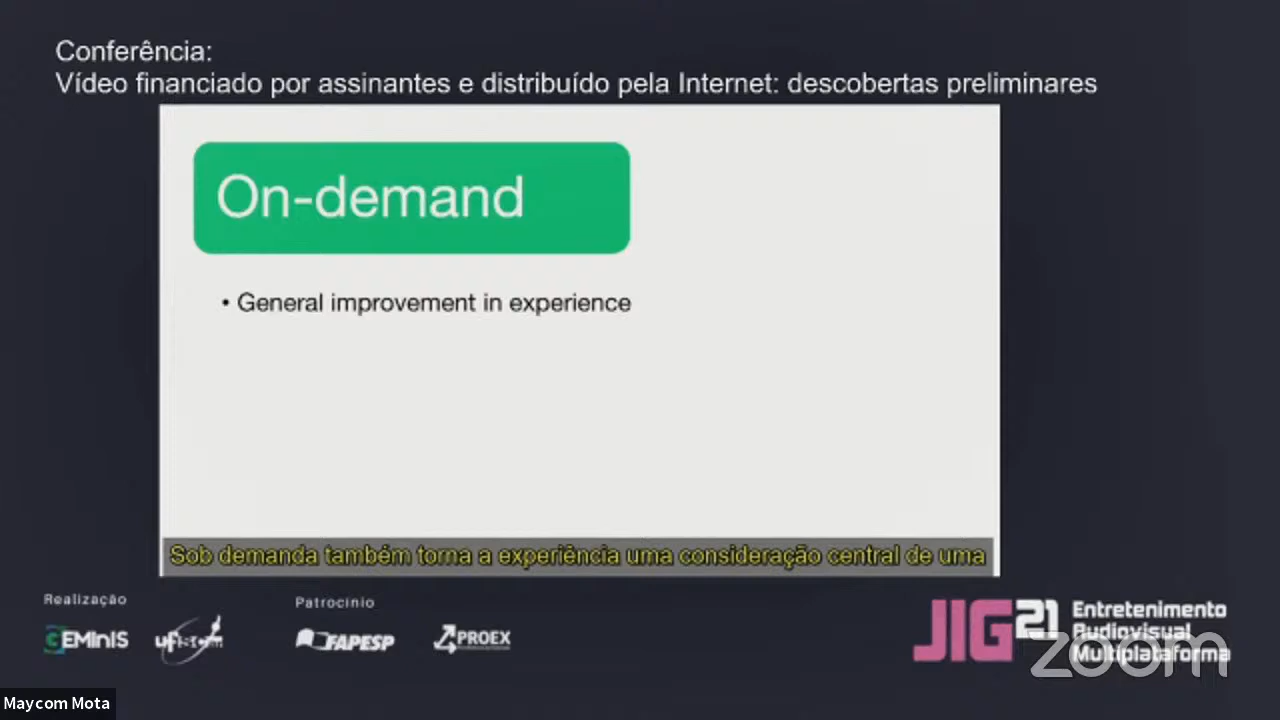 Conferência:
Vídeo financiado por assinantes e distribuído pela Internet: descobertas preliminares
On-demand
• General improvement in experience
Sob demanda também torna a experiência uma consideração central de uma
Realização
Patrocínio
GEMInIS
FAPESP
PROEX
JIG21
Entretenimento
Audiovisual
Multiplataforma
zoom
Maycom Mota